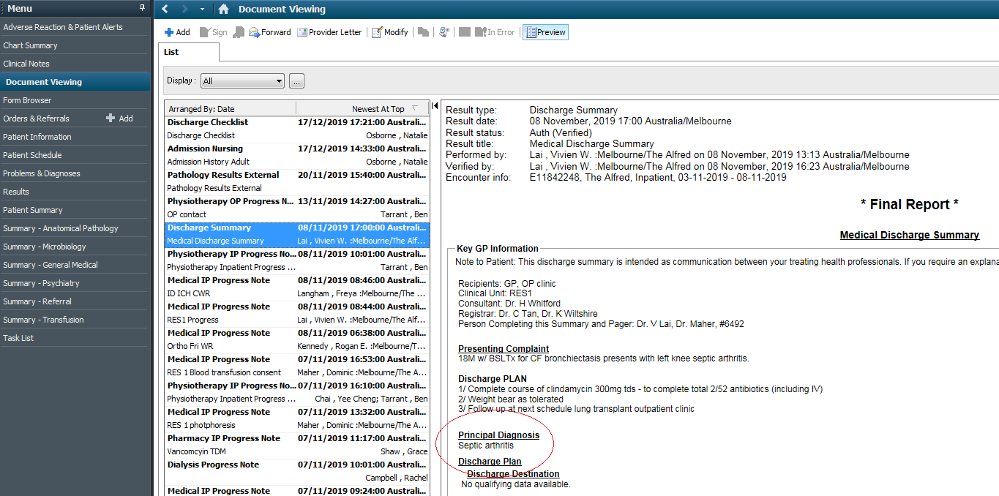 Menu
Adverse Reaction & Patient Alerts
Chart Summary
Clinical Notes
Document Viewing
Form Browser
Orders & Referrals Add
Patient Information
Patient Schedule
Problems & Diagnoses
Results
Patient Summary
Summary - Anatomical Pathology
Summary - Microbiology
Summary - General Medical
Summary - Psychiatry
Summary - Referral
Summary - Transfusion
Task List
Document Viewing
Add Sign Forward Provider Letter Modify In Error Preview
List
Display : All ...
Arranged By: Date Newest At Top
Discharge Checklist 17/12/2019 17:21:00 Australi...
Discharge Checklist Osborne , Natalie
Admission Nursing 17/12/2019 14:33:00 Australi...
Admission History Adult Osborne , Natalie
Pathology Results External 20/11/2019 15:40:00 Australi...
Pathology Results External
Physiotherapy OP Progress N... 13/11/2019 14:27:00 Australi...
OP contact Tarrant , Ben
Discharge Summary 08/11/2019 17:00:00 Australi...
Medical Discharge Summary Lai , Vivien W. :Melbourne/The Alf...
Physiotherapy IP Progress No... 08/11/2019 10:01:00 Australi...
Physiotherapy Inpatient Progress ... Tarrant , Ben
Medical IP Progress Note 08/11/2019 08:46:00 Australi...
ID ICH CWR Langham , Freya :Melbourne/The ...
Medical IP Progress Note 08/11/2019 08:44:00 Australi...
RES1 Progress Lai , Vivien W. :Melbourne/The Alf...
Medical IP Progress Note 08/11/2019 06:38:00 Australi...
Ortho Fri WR Kennedy , Rogan E. :Melbourne/T...
Medical IP Progress Note 07/11/2019 16:53:00 Australi...
RES 1 Blood transfusion consent Maher , Dominic :Melbourne/The A...
Physiotherapy IP Progress No... 07/11/2019 16:10:00 Australi...
Physiotherapy Inpatient Progress ... Chai , Yee Cheng; Tarrant , Ben
Medical IP Progress Note 07/11/2019 13:32:00 Australi...
RES 1 photphoresis Maher , Dominic :Melbourne/The A...
Pharmacy IP Progress Note 07/11/2019 11:17:00 Australi...
Vancomcyin TDM Shaw , Grace
Dialysis Progress Note 07/11/2019 10:01:00 Australi...
Campbell , Rachel
Medical IP Progress Note 07/11/2019 09:24:00 Australi...
Result type: Discharge Summary
Result date: 08 November, 2019 17:00 Australia/Melbourne
Result status: Auth (Verified)
Result title: Medical Discharge Summary
Performed by: Lai , Vivien W. :Melbourne/The Alfred on 08 November, 2019 13:13 Australia/Melbourne
Verified by: Lai , Vivien W. :Melbourne/The Alfred on 08 November, 2019 16:23 Australia/Melbourne
Encounter info: E11842248, The Alfred, Inpatient, 03-11-2019 - 08-11-2019
* Final Report *
Medical Discharge Summary
Key GP Information
Note to Patient: This discharge summary is intended as communication between your treating health professionals. If you require an explana
Recipients: GP, OP clinic
Clinical Unit: RES1
Consultant: Dr. H Whitford
Registrar: Dr. C Tan, Dr. K Wiltshire
Person Completing this Summary and Pager: Dr. V Lai, Dr. Maher, #6492
Presenting Complaint
18M w/ BSLTx for CF bronchiectasis presents with left knee septic arthritis.
Discharge PLAN
1/ Complete course of clindamycin 300mg tds - to complete total 2/52 antibiotics (including IV)
2/ Weight bear as tolerated
3/ Follow up at next schedule lung transplant outpatient clinic
Principal Diagnosis
Septic arthritis
Discharge Plan
Discharge Destination
No qualifying data available.